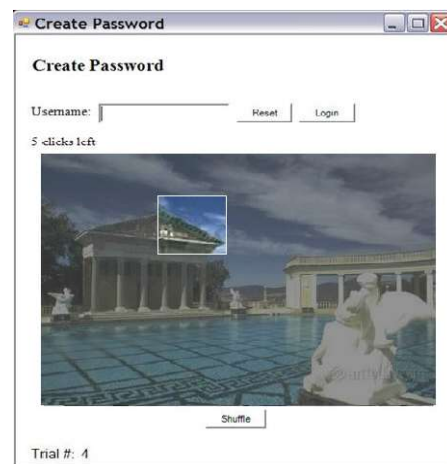 Create Password
Create Password
Username:
Reset
Login
5 clicks left
Shuffle
Trial #: 4